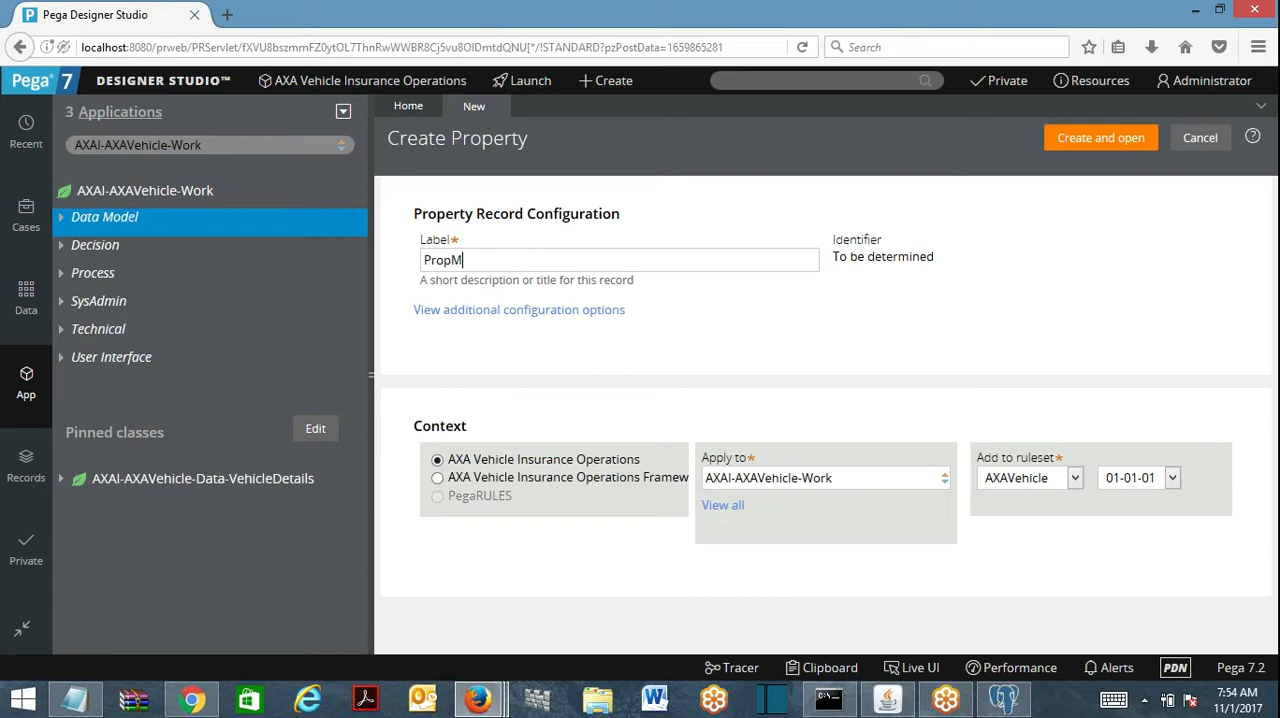 Pega Designer Studio
localhost:8080/prweb/PRServlet/fXVU8bszmmFZ0ytOL7ThnRwWWBR8Cj5vu8OIDmtdQNU[*/!STANDARD?pzPostData=1659865281
Search
Pega 7 DESIGNER STUDIO™ AXA Vehicle Insurance Operations Launch Create Private Resources Administrator
Recent
Cases
Data
App
Records
Private
3 Applications
AXAI-AXAVehicle-Work
AXAI-AXAVehicle-Work
Data Model
Decision
Process
SysAdmin
Technical
User Interface
Pinned classes Edit
AXAI-AXAVehicle-Data-VehicleDetails
Home New
Create Property Create and open Cancel
Property Record Configuration
Label★ Identifier
PropM To be determined
A short description or title for this record
View additional configuration options
Context
AXA Vehicle Insurance Operations
AXA Vehicle Insurance Operations Framew
PegaRULES
Apply to★
AXAI-AXAVehicle-Work
View all
Add to ruleset★
AXAVehicle 01-01-01
Tracer Clipboard Live UI Performance Alerts PDN Pega 7.2
7:54 AM
11/1/2017